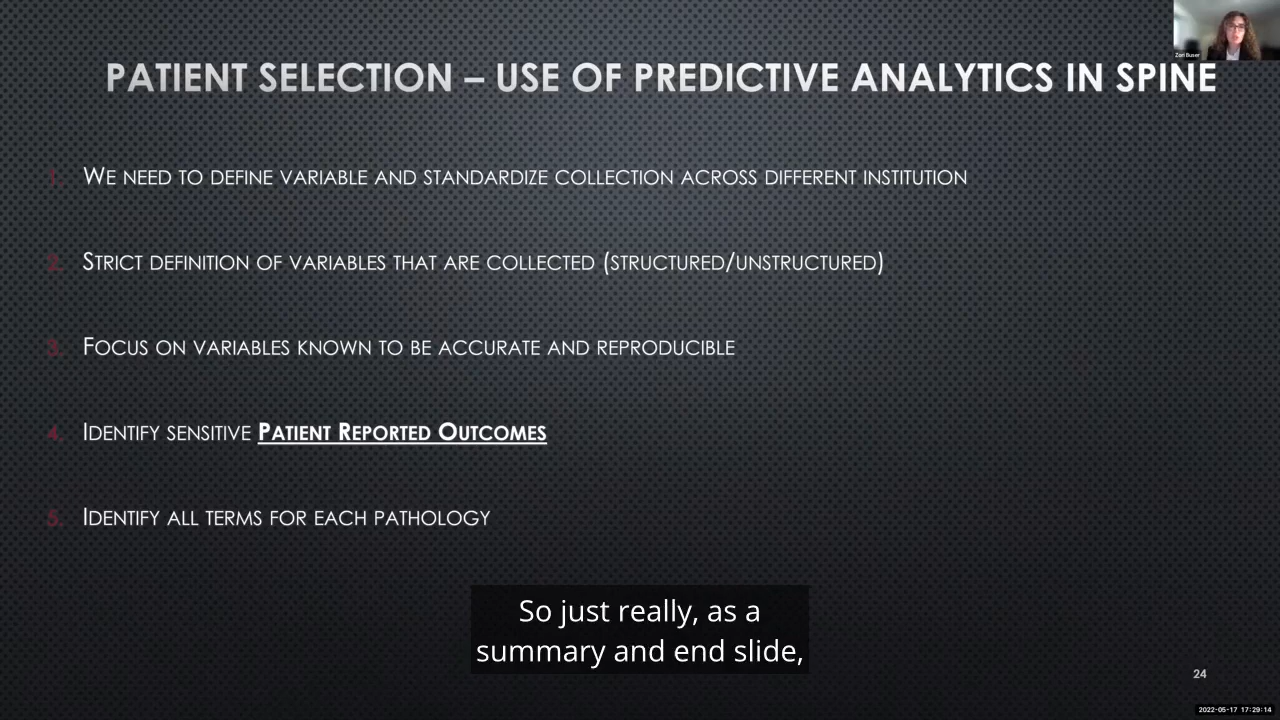 Zori Buser
PATIENT SELECTION – USE OF PREDICTIVE ANALYTICS IN SPINE
1. WE NEED TO DEFINE VARIABLE AND STANDARDIZE COLLECTION ACROSS DIFFERENT INSTITUTION
2. STRICT DEFINITION OF VARIABLES THAT ARE COLLECTED (STRUCTURED/UNSTRUCTURED)
3. FOCUS ON VARIABLES KNOWN TO BE ACCURATE AND REPRODUCIBLE
4. IDENTIFY SENSITIVE PATIENT REPORTED OUTCOMES
5. IDENTIFY ALL TERMS FOR EACH PATHOLOGY
So just really, as a
summary and end slide,
24
2022-05-17 17:29:14